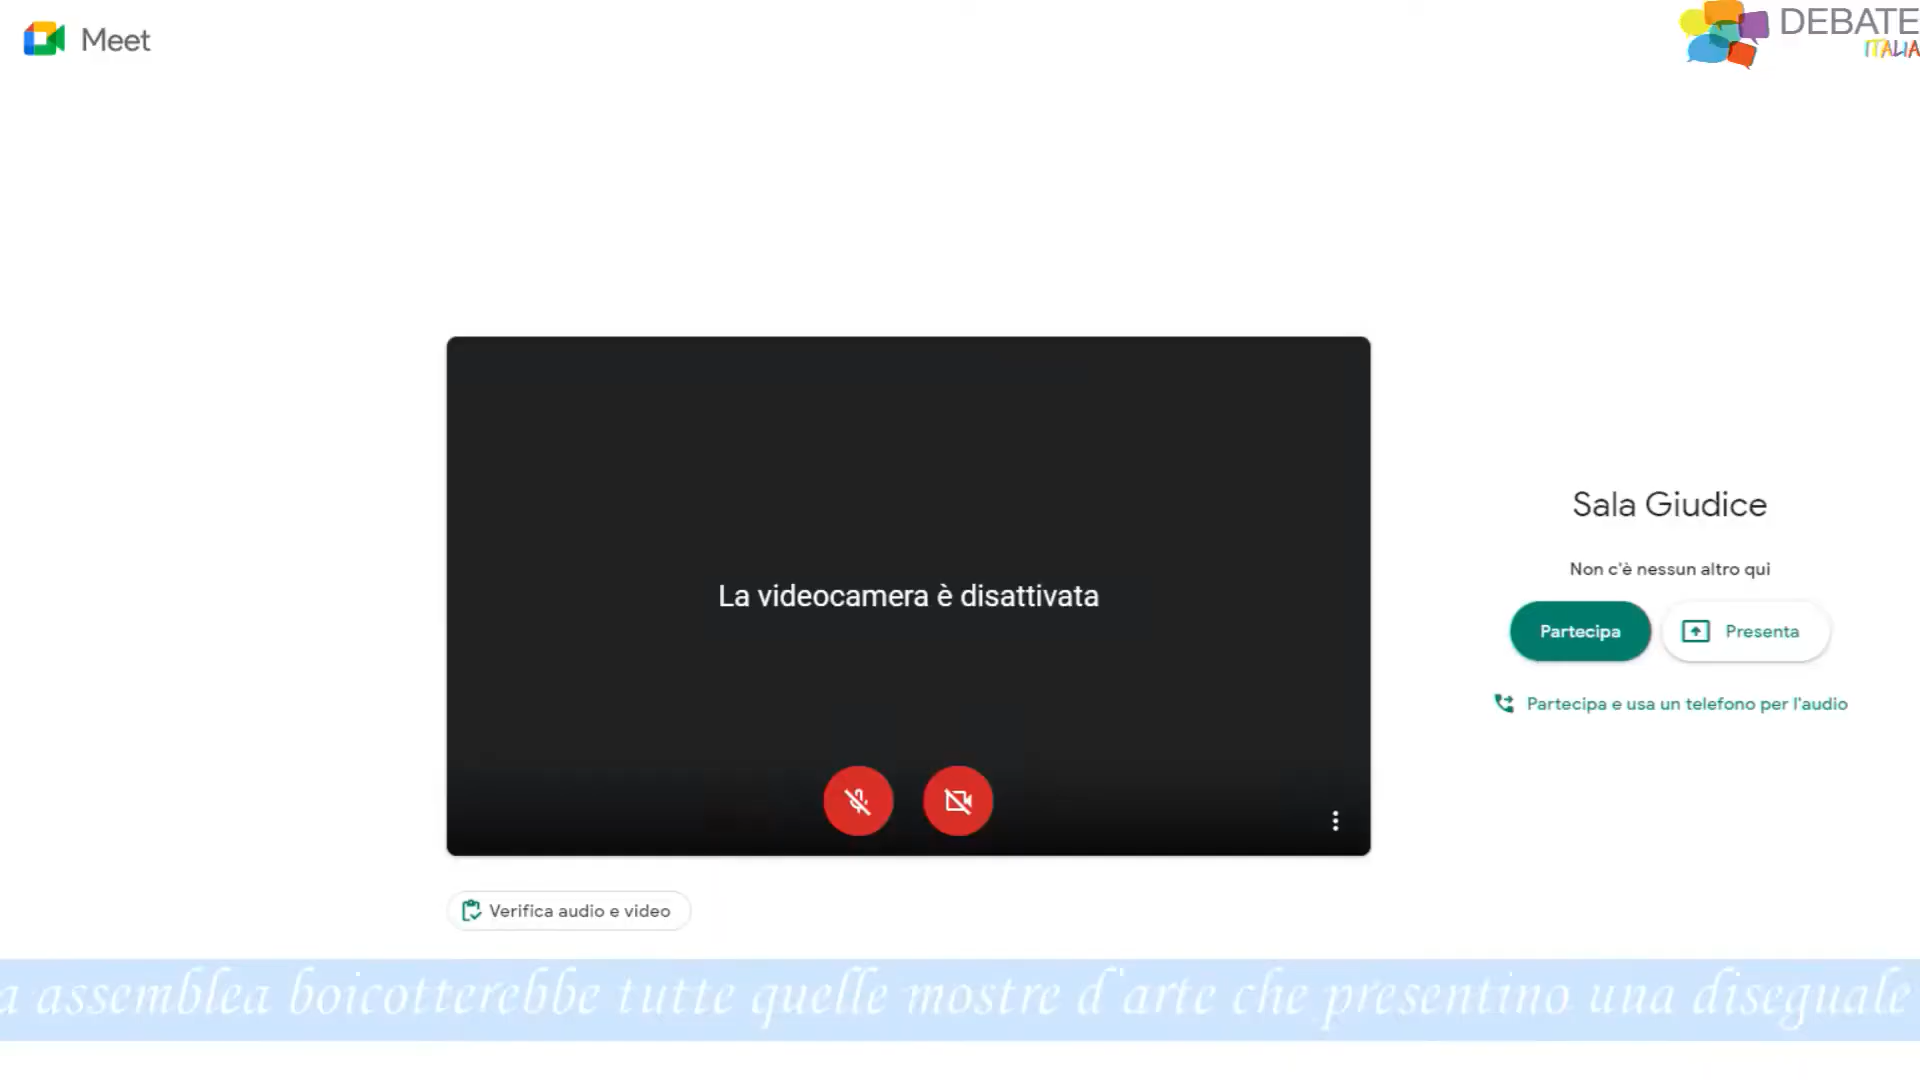 Meet
DEBATE
ITALIA
La videocamera è disattivata
Sala Giudice
Non c'è nessun altro qui
Partecipa
Presenta
Partecipa e usa un telefono per l'audio
Verifica audio e video
a assemblea boicotterebbe tutte quelle mostre d'arte che presentino una diseguale